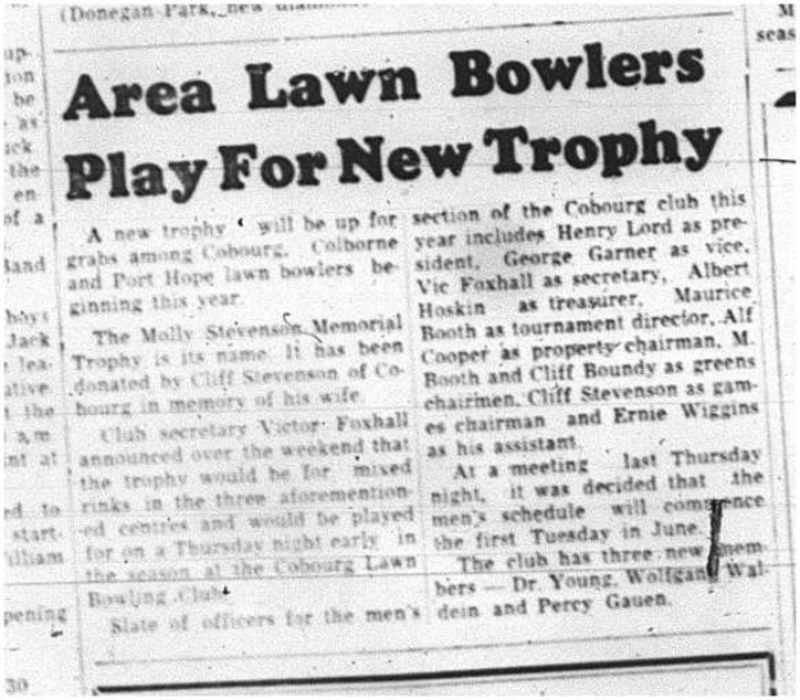 (Donegan Park, new
Area Lawn Bowlers
Play For New Trophy
A new trophy will be up for
grabs among Cobourg, Colborne
and Port Hope lawn bowlers be-
ginning this year.
The Molly Stevenson Memorial
Trophy is its name. It has been
donated by Cliff Stevenson of Co-
bourg in memory of his wife.
Club secretary Victor Foxhall
announced over the weekend that
the trophy would be for mixed
rinks in the three aforemention-
ed centres and would be played
for on a Thursday night early in
the season at the Cobourg Lawn
Bowling Club.
Slate of officers for the men's
section of the Cobourg club this
year includes Henry Lord as pre-
sident, George Garner as vice,
Vic Foxhall as secretary, Albert
Hoskin as treasurer, Maurice
Booth as tournament director, Alf
Cooper as property chairman, M.
Booth and Cliff Boundy as greens
chairmen, Cliff Stevenson as gam-
es chairman and Ernie Wiggins
as his assistant.
At a meeting last Thursday
night, it was decided that the
men's schedule will commence
the first Tuesday in June.
The club has three new mem-
bers — Dr. Young, Wolfgang Wal-
dein and Percy Gauen.